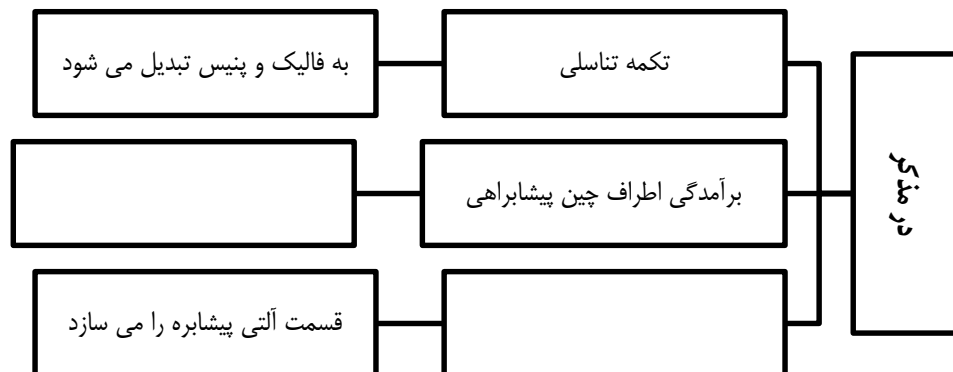 در مذکر
تکمه تناسلی
به فالیک و پنیس تبدیل می شود
برآمدگی اطراف چین پیشابراهی
قسمت آلتی پیشابره را می سازد